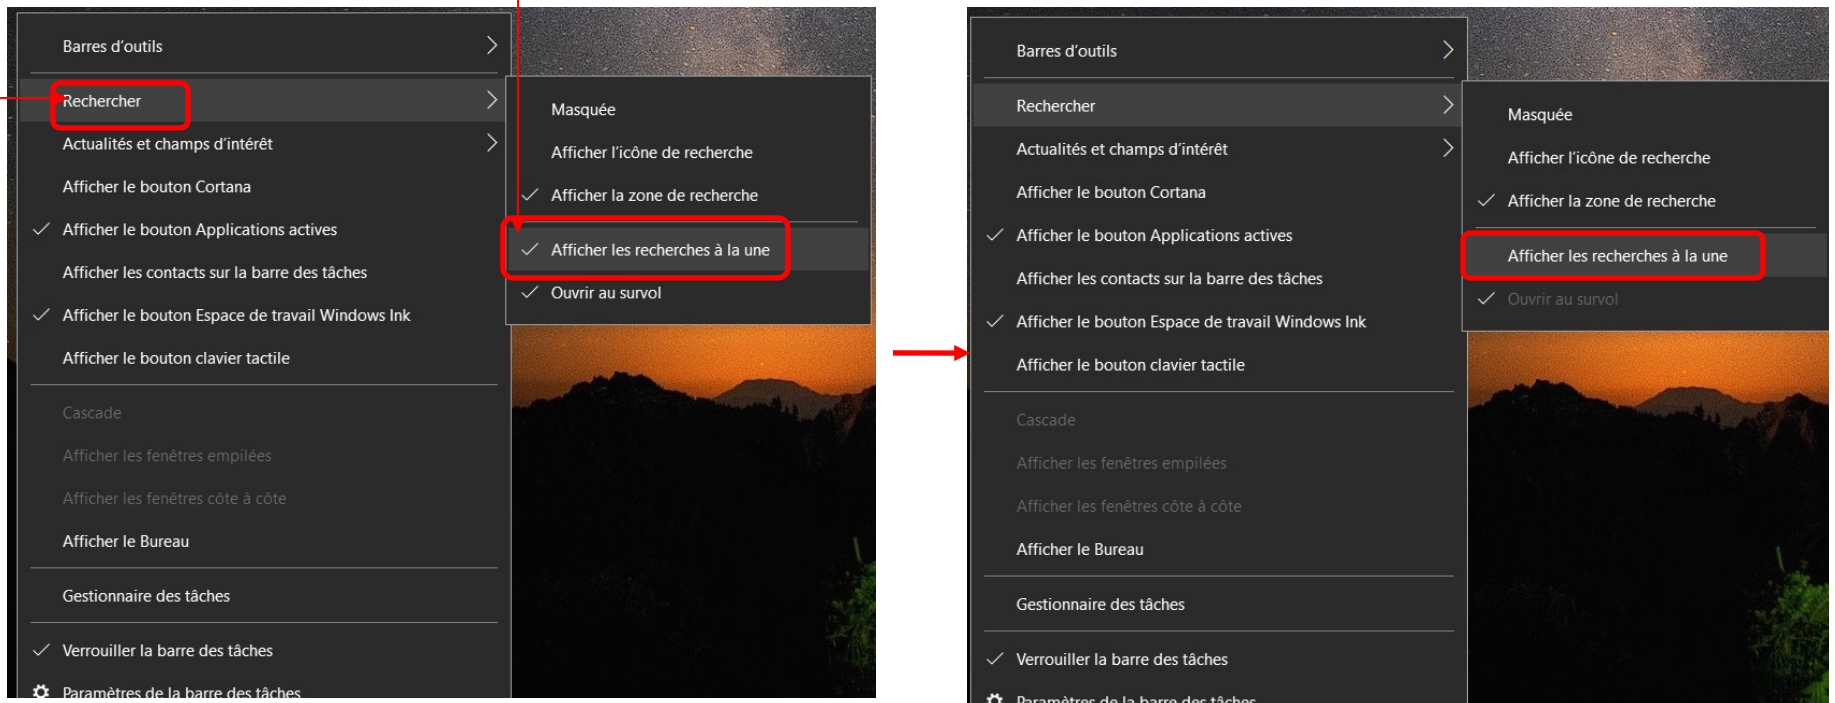 Barres d'outils
Rechercher
Actualités et champs d'intérêt
Afficher le bouton Cortana
Afficher le bouton Applications actives
Afficher les contacts sur la barre des tâches
Afficher le bouton Espace de travail Windows Ink
Afficher le bouton clavier tactile
Cascade
Afficher les fenêtres empilées
Afficher les fenêtres côte à côte
Afficher le Bureau
Gestionnaire des tâches
Verrouiller la barre des tâches
Paramètres de la barre des tâches
Masquée
Afficher l'icône de recherche
Afficher la zone de recherche
Afficher les recherches à la une
Ouvrir au survol
Barres d'outils
Rechercher
Actualités et champs d'intérêt
Afficher le bouton Cortana
Afficher le bouton Applications actives
Afficher les contacts sur la barre des tâches
Afficher le bouton Espace de travail Windows Ink
Afficher le bouton clavier tactile
Cascade
Afficher les fenêtres empilées
Afficher les fenêtres côte à côte
Afficher le Bureau
Gestionnaire des tâches
Verrouiller la barre des tâches
Paramètres de la barre des tâches
Masquée
Afficher l'icône de recherche
Afficher la zone de recherche
Afficher les recherches à la une
Ouvrir au survol